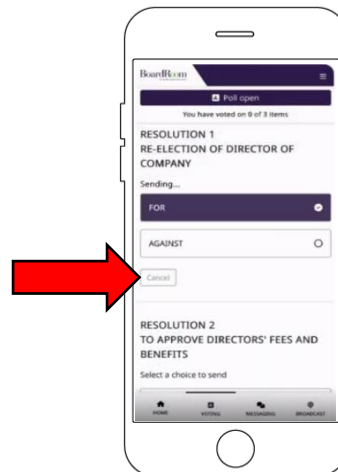 BoardRoom
Poll open
You have voted on 0 of 3 items
RESOLUTION 1
RE-ELECTION OF DIRECTOR OF
COMPANY
Sending...
FOR
AGAINST
Cancel
RESOLUTION 2
TO APPROVE DIRECTORS' FEES AND
BENEFITS
Select a choice to send
HOME VOTING MESSAGING BROADCAST